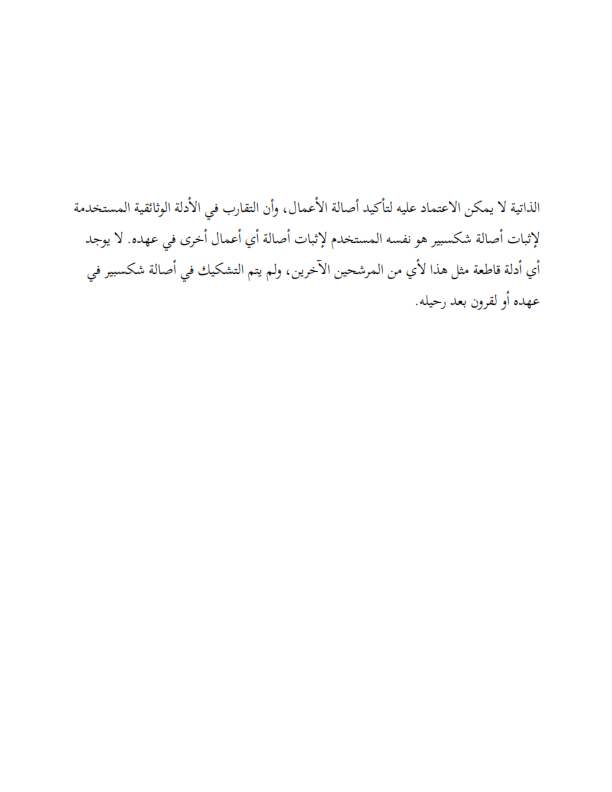 الذاتية لا يمكن الاعتماد عليه لتأكيد أصالة الأعمال، وأن التقارب في الأدلة الوثائقية المستخدمة
لإثبات أصالة شكسبير هو نفسه المستخدم لإثبات أصالة أي أعمال أخرى في عهده. لا يوجد
أي أدلة قاطعة مثل هذا لأي من المرشحين الآخرين، ولم يتم التشكيك في أصالة شكسبير في
عهده أو لقرون بعد رحيله.